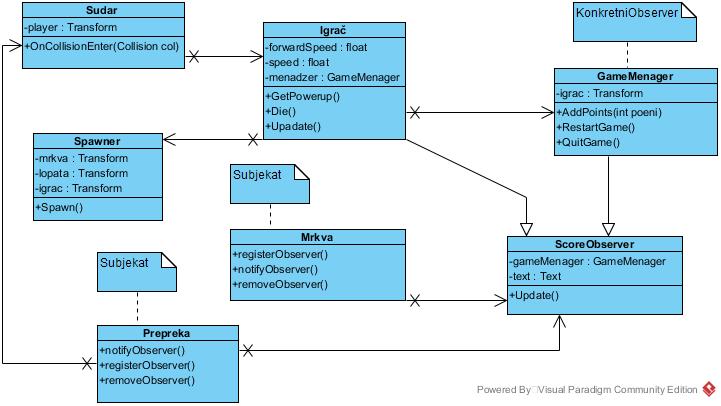 Sudar
-player : Transform
+OnCollisionEnter(Collision col)
Igrač
-forwardSpeed : float
-speed : float
-menadzer : GameMenager
+GetPowerup()
+Die()
+Upadate()
KonkretniObserver
GameMenager
-igrac : Transform
+AddPoints(int poeni)
+RestartGame()
+QuitGame()
Spawner
-mrkva : Transform
-lopata : Transform
-igrac : Transform
+Spawn()
Subjekat
Mrkva
+registerObserver()
+notifyObserver()
+removeObserver()
ScoreObserver
-gameMenager : GameMenager
-text : Text
+Update()
Subjekat
Prepreka
+notifyObserver()
+registerObserver()
+removeObserver()
Powered By Visual Paradigm Community Edition